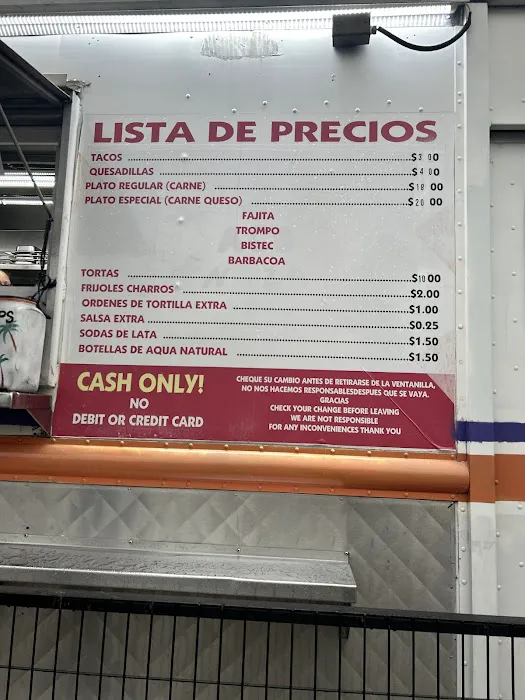 LISTA DE PRECIOS
TACOS ........ $3.00
QUESADILLAS ........ $4.00
PLATO REGULAR (CARNE) ........ $18.00
PLATO ESPECIAL (CARNE QUESO) ........ $20.00
FAJITA
TROMPO
BISTEC
BARBACOA
TORTAS ........ $10.00
FRIJOLES CHARROS ........ $2.00
ORDENES DE TORTILLA EXTRA ........ $1.00
SALSA EXTRA ........ $0.25
SODAS DE LATA ........ $1.50
BOTELLAS DE AQUA NATURAL ........ $1.50
CASH ONLY!
NO
DEBIT OR CREDIT CARD
CHEQUE SU CAMBIO ANTES DE RETIRARSE DE LA VENTANILLA,
NO NOS HACEMOS RESPONSABLESDESPUES QUE SE VAYA.
GRACIAS
CHECK YOUR CHANGE BEFORE LEAVING
WE ARE NOT RESPONSIBLE
FOR ANY INCONVENIENCES THANK YOU